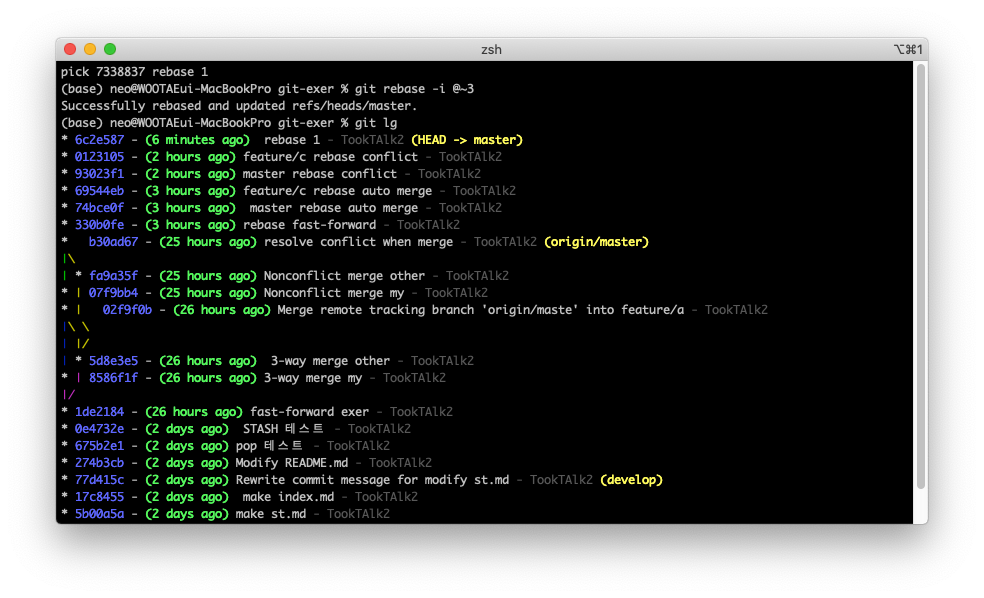 zsh
⌥⌘1
pick 7338837 rebase 1
(base) neo@WOOTAEui-MacBookPro git-exer % git rebase -i @~3
Successfully rebased and updated refs/heads/master.
(base) neo@WOOTAEui-MacBookPro git-exer % git lg
* 6c2e587 - (6 minutes ago)  rebase 1 - TookTAlk2 (HEAD -> master)
* 0123105 - (2 hours ago) feature/c rebase conflict - TookTAlk2
* 93023f1 - (2 hours ago) master rebase conflict - TookTAlk2
* 69544eb - (3 hours ago) feature/c rebase auto merge - TookTAlk2
* 74bce0f - (3 hours ago)  master rebase auto merge - TookTAlk2
* 330b0fe - (3 hours ago) rebase fast-forward - TookTAlk2
*   b30ad67 - (25 hours ago) resolve conflict when merge - TookTAlk2 (origin/master)
|\
| * fa9a35f - (25 hours ago) Nonconflict merge other - TookTAlk2
* | 07f9bb4 - (25 hours ago) Nonconflict merge my - TookTAlk2
* |   02f9f0b - (26 hours ago) Merge remote tracking branch 'origin/maste' into feature/a - TookTAlk2
|\ \
| |/
| * 5d8e3e5 - (26 hours ago)  3-way merge other - TookTAlk2
* | 8586f1f - (26 hours ago) 3-way merge my - TookTAlk2
|/
* 1de2184 - (26 hours ago) fast-forward exer - TookTAlk2
* 0e4732e - (2 days ago)  STASH 테스트 - TookTAlk2
* 675b2e1 - (2 days ago) pop 테스트 - TookTAlk2
* 274b3cb - (2 days ago) Modify README.md - TookTAlk2
* 77d415c - (2 days ago) Rewrite commit message for modify st.md - TookTAlk2 (develop)
* 17c8455 - (2 days ago)  make index.md - TookTAlk2
* 5b00a5a - (2 days ago) make st.md - TookTAlk2